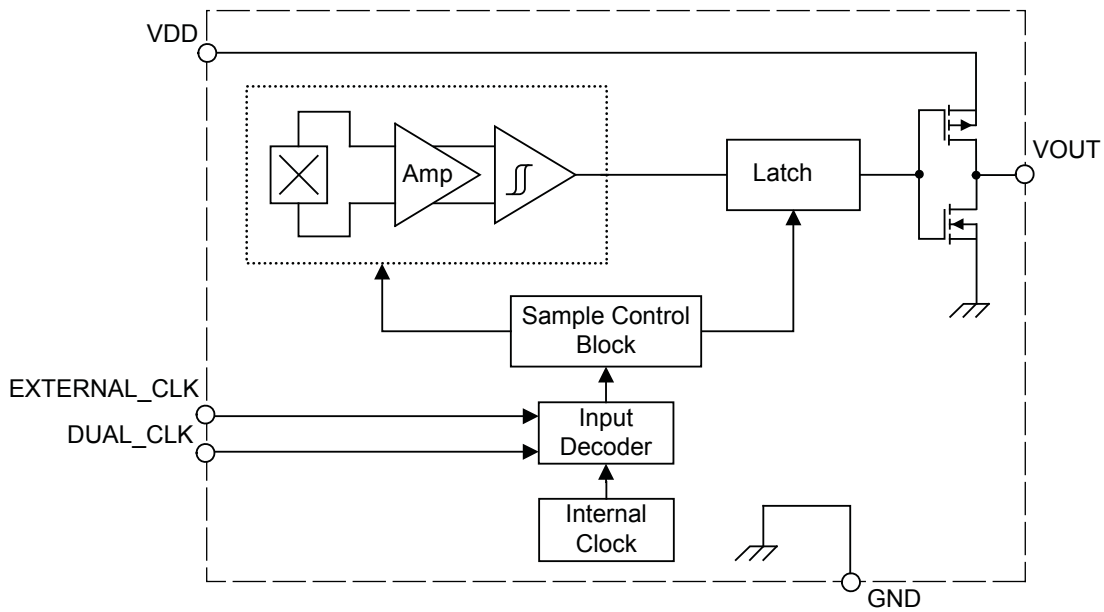 VDD
VOUT
Amp
Latch
Sample Control
Block
EXTERNAL_CLK
DUAL_CLK
Input
Decoder
Internal
Clock
GND